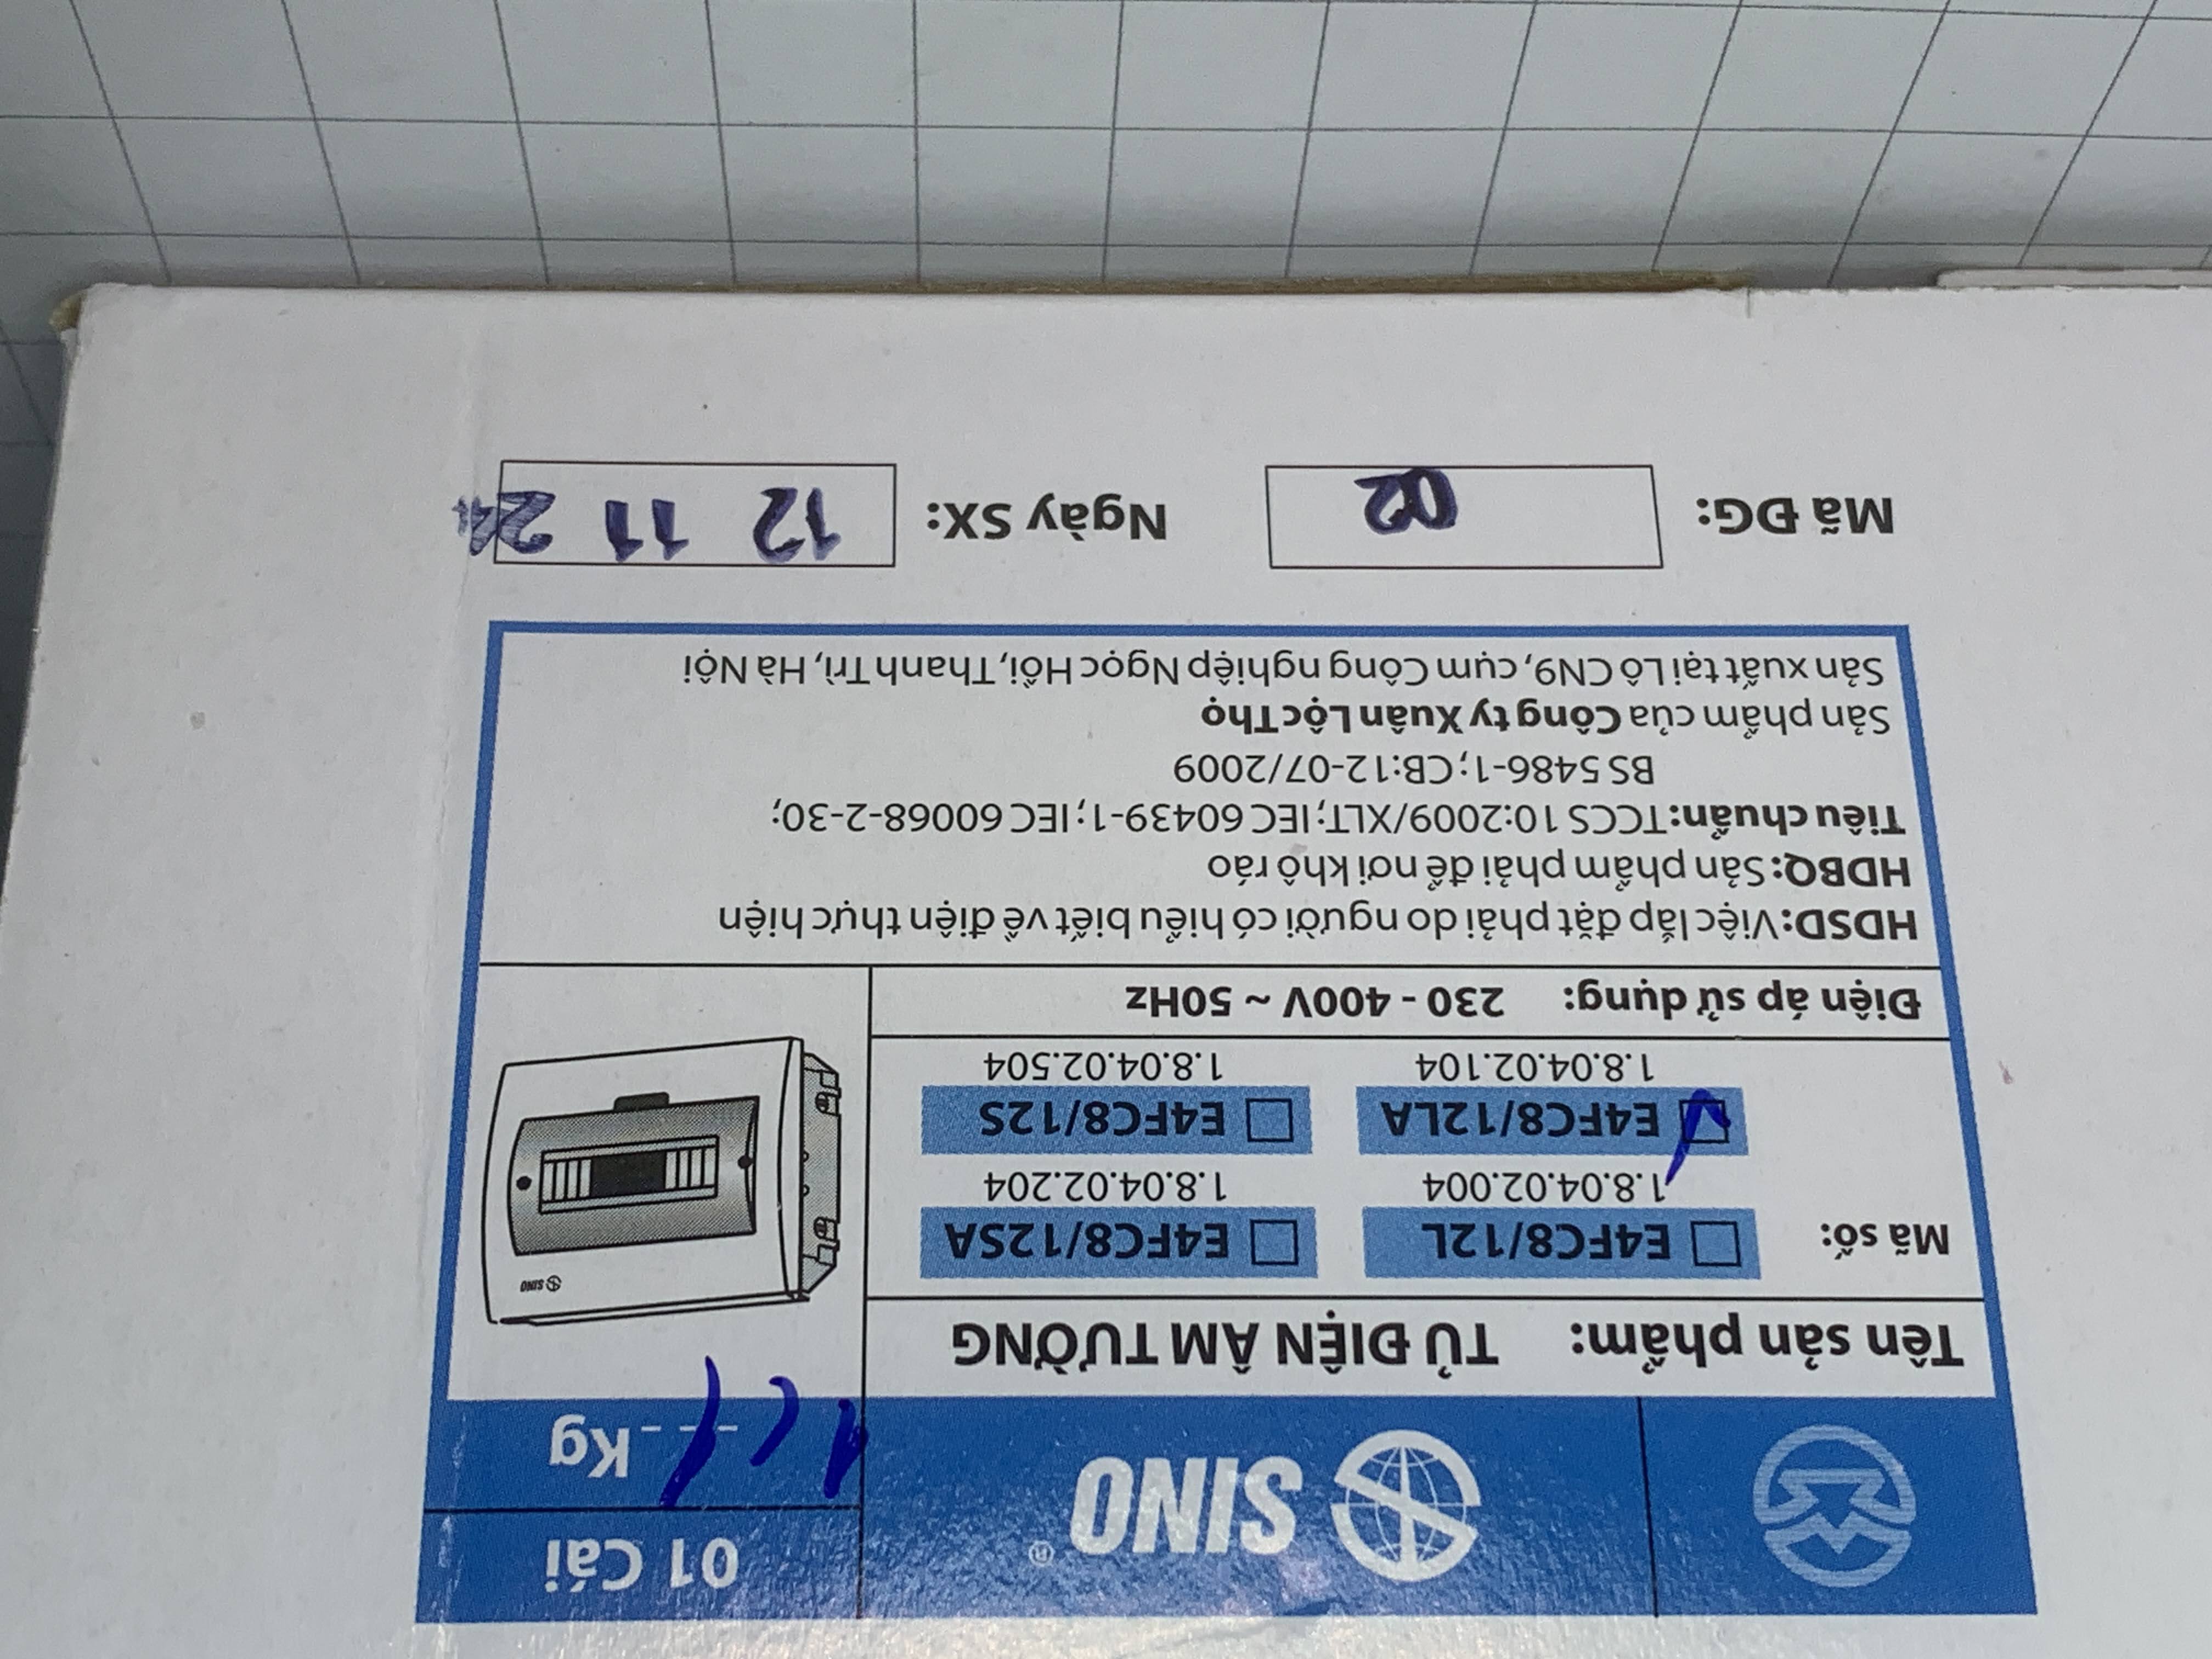 SINO ®
01 Cái
1,1 Kg
Tên sản phẩm: TỦ ĐIỆN ÂM TƯỜNG
SINO
Mã số:
E4FC8/12L E4FC8/12SA
1.8.04.02.004 1.8.04.02.204
E4FC8/12LA E4FC8/12S
1.8.04.02.104 1.8.04.02.504
Điện áp sử dụng: 230 - 400V ~ 50Hz
HDSD: Việc lắp đặt phải do người có hiểu biết về điện thực hiện
HDBQ: Sản phẩm phải để nơi khô ráo
Tiêu chuẩn: TCCS 10:2009/XLT; IEC 60439-1; IEC 60068-2-30;
BS 5486-1; CB:12-07/2009
Sản phẩm của Công ty Xuân Lộc Thọ
Sản xuất tại Lô CN9, cụm Công nghiệp Ngọc Hồi, Thanh Trì, Hà Nội
Mã ĐG: 02 Ngày SX: 12 11 24